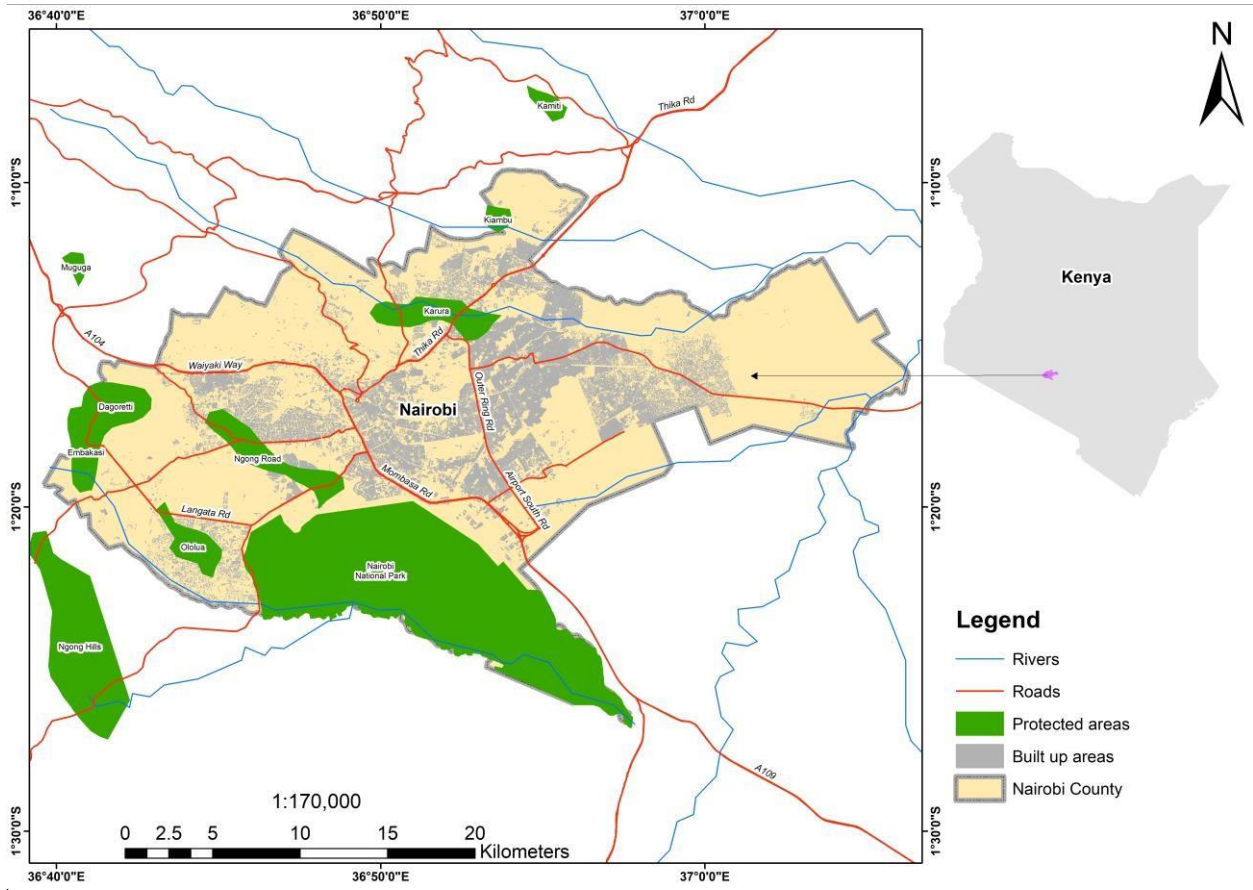 36°40'0"E
36°50'0"E
37°0'0"E
N
Kamiti
Thika Rd
1°10'0"S
1°10'0"S
Kiambu
Muguga
Kenya
Karura
A104
Thika Rd
Waiyaki Way
Outer Ring Rd
Dagoretti
Nairobi
Embakasi
Ngong Road
Mombasa Rd
Airport South Rd
1°20'0"S
1°20'0"S
Langata Rd
Ololua
Nairobi
National Park
Ngong Hills
Legend
Rivers
Roads
Protected areas
Built up areas
Nairobi County
A109
1:170,000
0 2.5 5 10 15 20
Kilometers
1°30'0"S
1°30'0"S
36°40'0"E
36°50'0"E
37°0'0"E